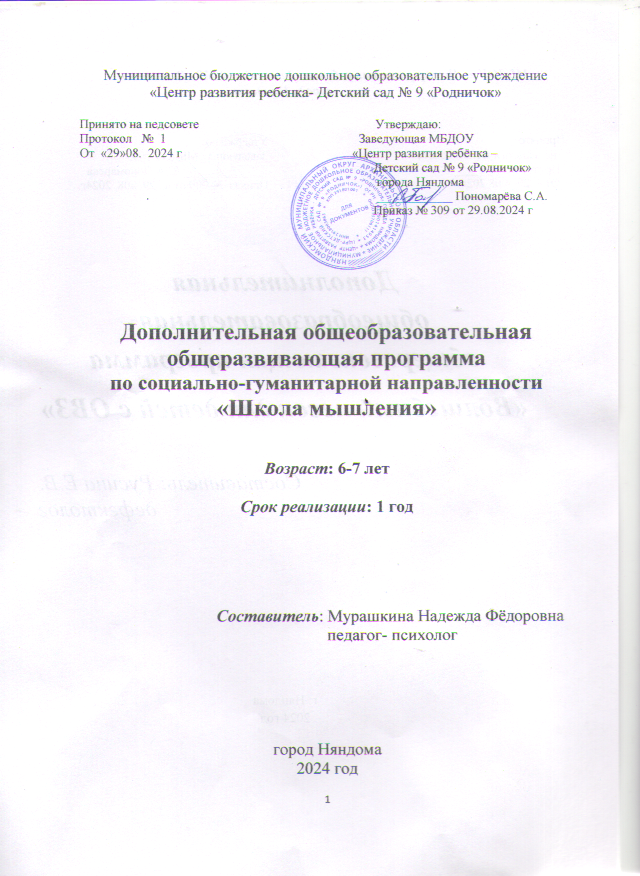 Муниципальное бюджетное дошкольное образовательное учреждение
«Центр развития ребенка- Детский сад № 9 «Родничок»
Принято на педсовете
Протокол № 1
От «29»08. 2024 г
Утверждаю:
Заведующая МБДОУ
«Центр развития ребёнка –
Детский сад № 9 «Родничок»
города Няндома
Пономарёва С.А.
Приказ № 309 от 29.08.2024 г
ДЛЯ
ДОКУМЕНТОВ
Дополнительная общеобразовательная
общеразвивающая программа
по социально-гуманитарной направленности
«Школа мышления»
Возраст: 6-7 лет
Срок реализации: 1 год
Составитель: Мурашкина Надежда Фёдоровна
педагог- психолог
город Няндома
2024 год
1